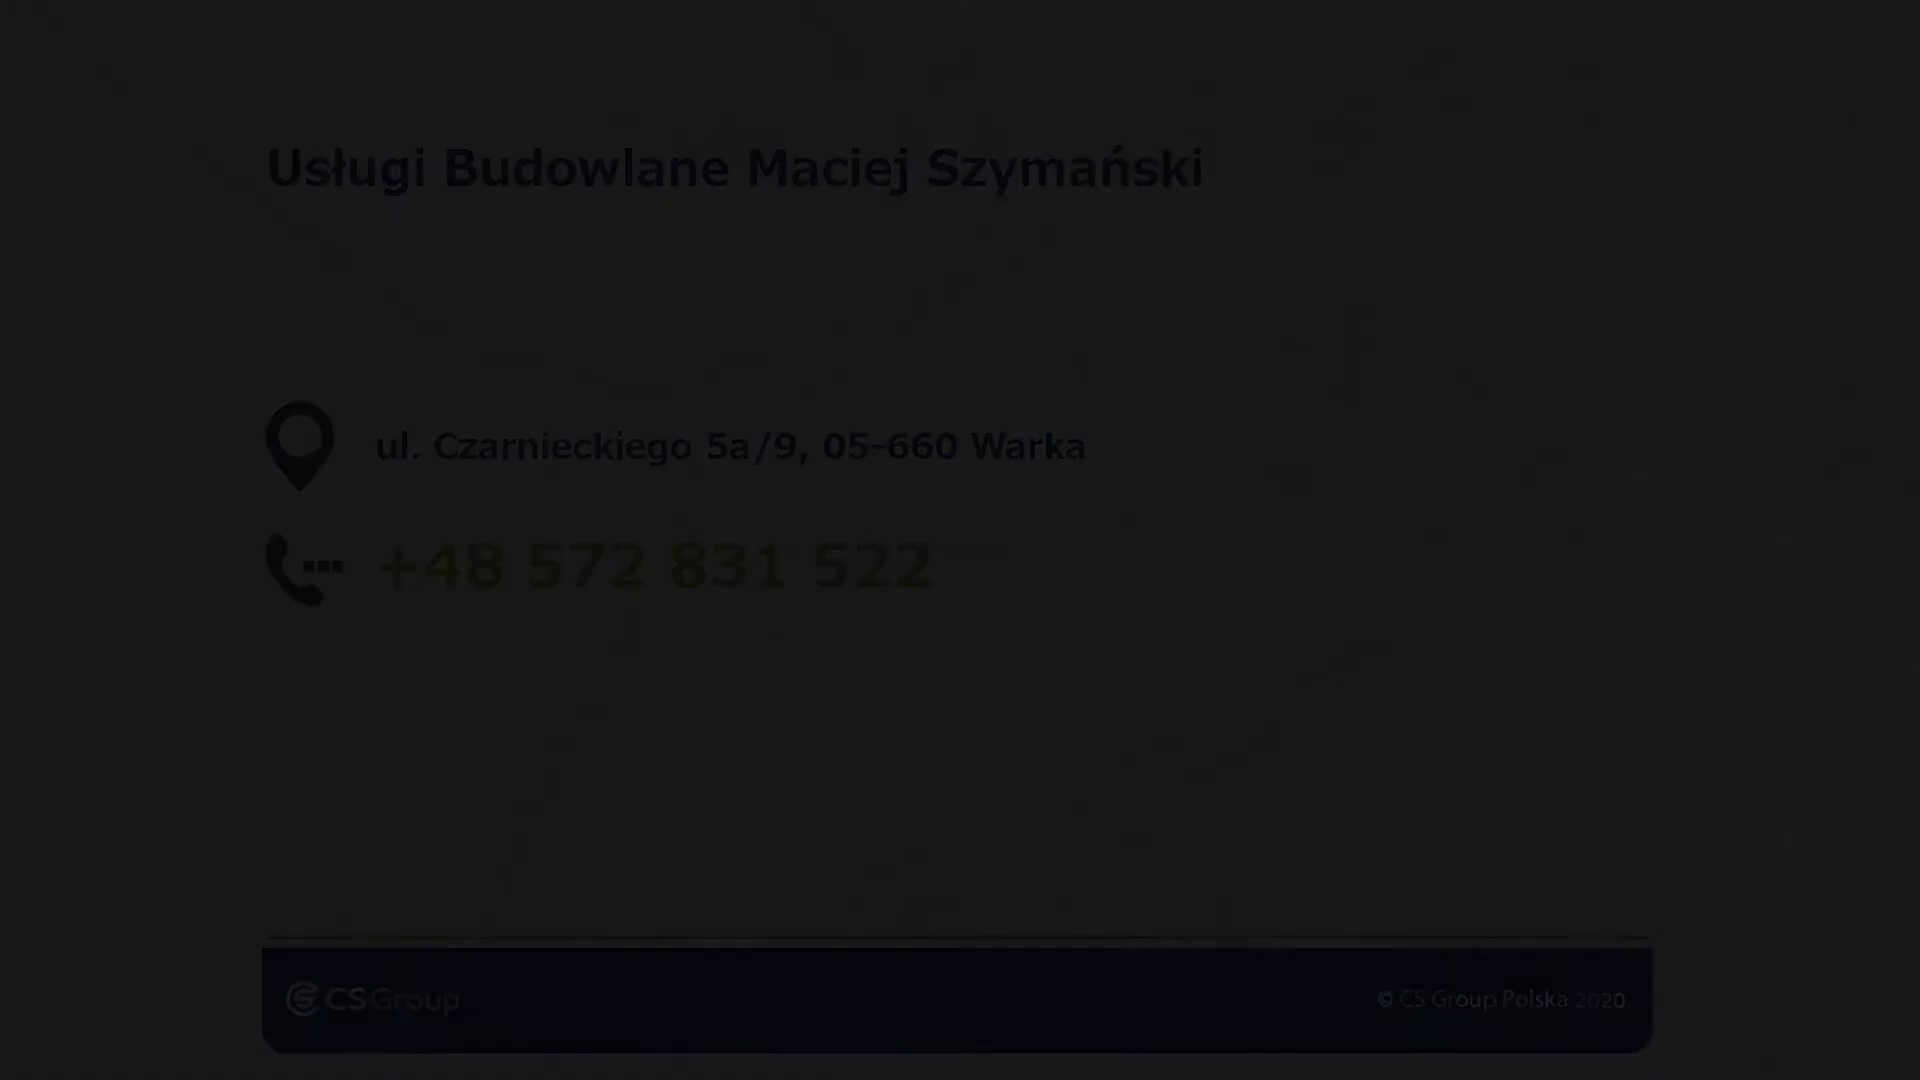 Usługi Budowlane Maciej Szymański
ul. Czarnieckiego 5a/9, 05-660 Warka
+48 572 831 522
CS Group
© CS Group Polska 2020